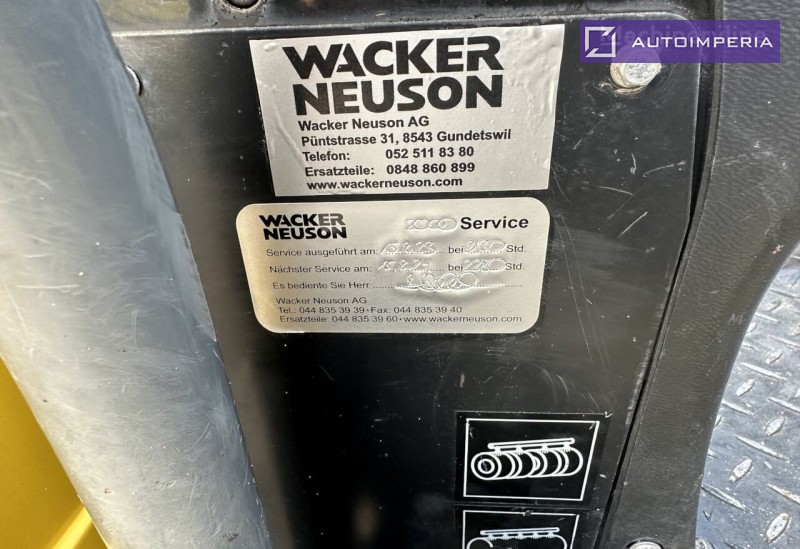 AUTOIMPERIA
WACKER
NEUSON
Wacker Neuson AG
Püntstrasse 31, 8543 Gundetswil
Telefon: 052 511 83 80
Ersatzteile: 0848 860 899
www.wackerneuson.com
WACKER
NEUSON
Service
Service ausgeführt am: bei Std.
Nächster Service am: bei Std.
Es bediente Sie Herr
Wacker Neuson AG
Tel.: 044 835 39 39 • Fax: 044 835 39 40
Ersatzteile: 044 835 39 60 • www.wackerneuson.com